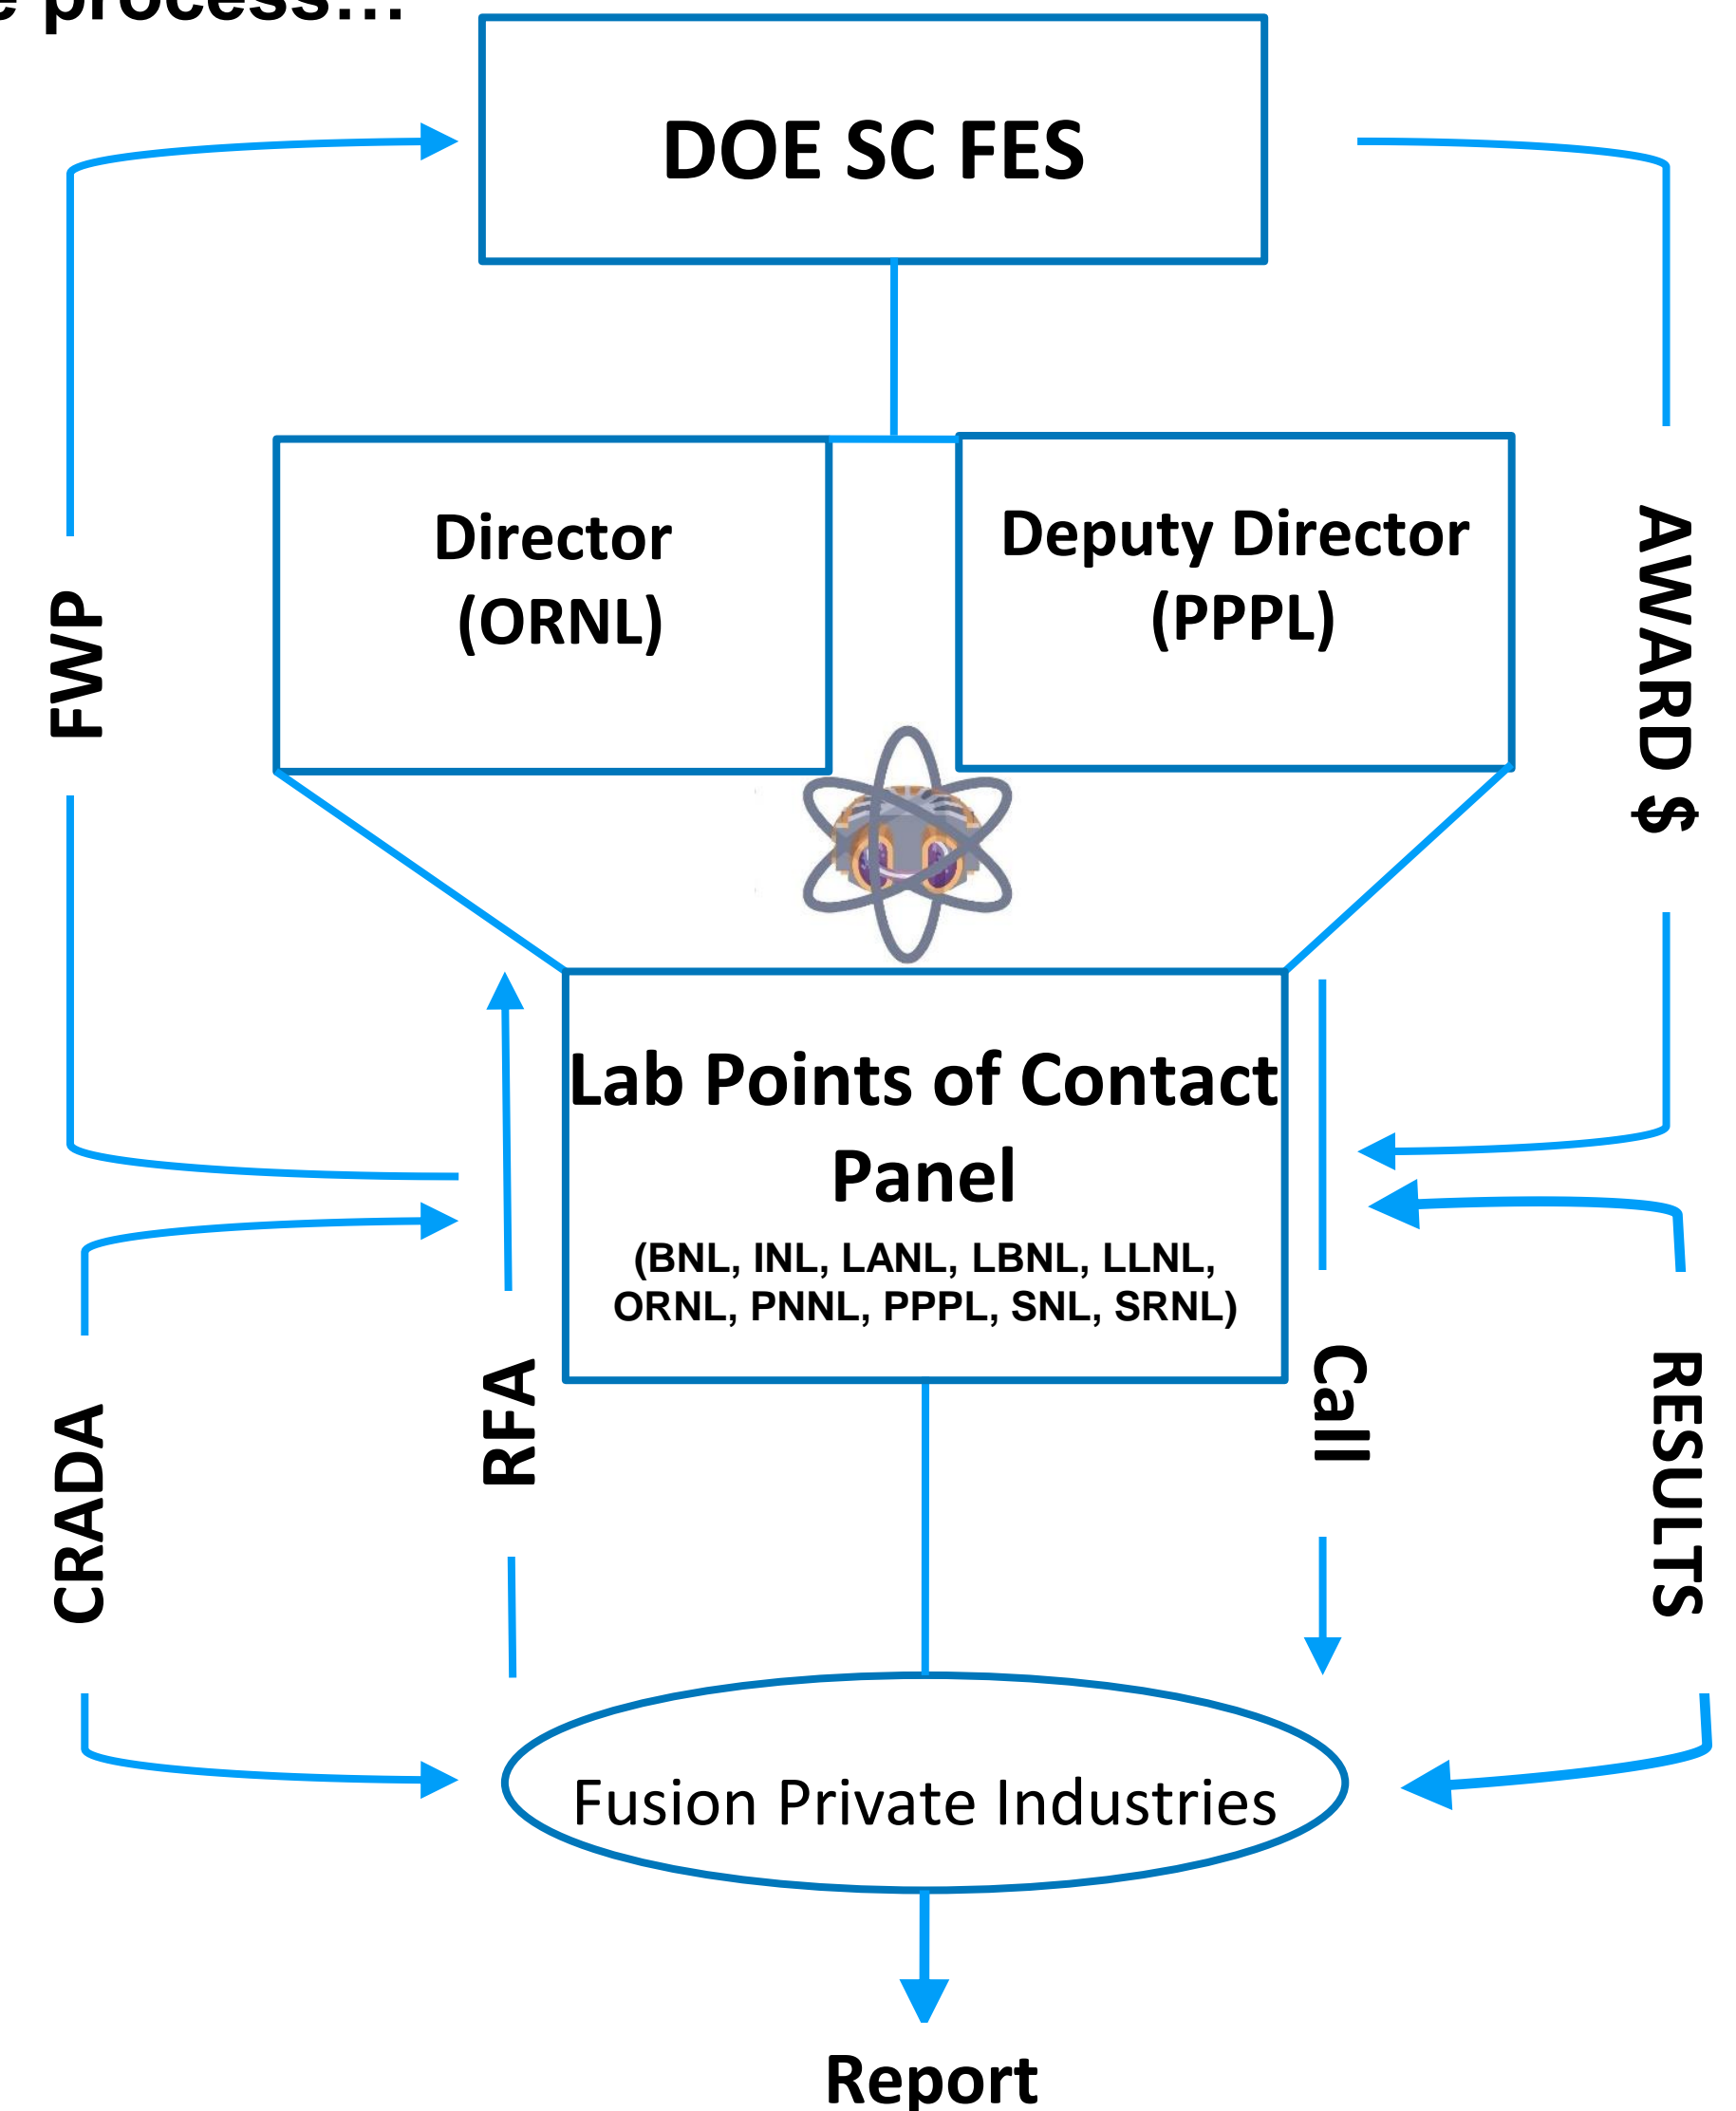 process…
DOE SC FES
Director
(ORNL)
Deputy Director
(PPPL)
FWP
AWARD $
Lab Points of Contact
Panel
(BNL, INL, LANL, LBNL, LLNL,
ORNL, PNNL, PPPL, SNL, SRNL)
CRADA
RFA
Call
RESULTS
Fusion Private Industries
Report